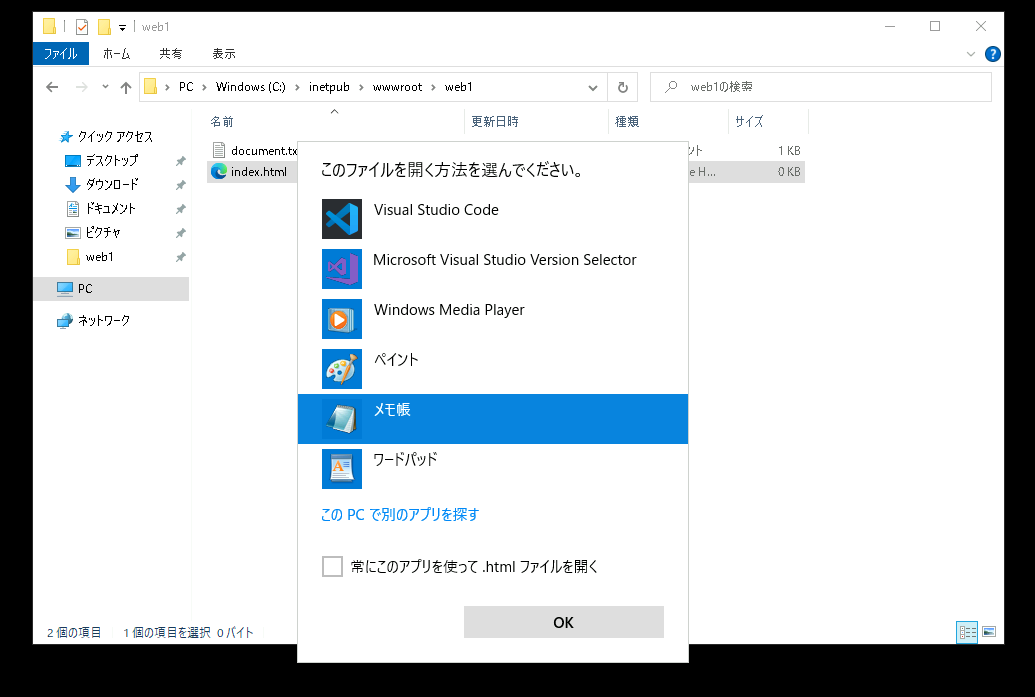 web1
ファイル ホーム 共有 表示
PC Windows (C:) inetpub wwwroot web1 web1の検索
名前 更新日時 種類 サイズ
クイック アクセス
デスクトップ
ダウンロード
ドキュメント
ピクチャ
web1
PC
ネットワーク
document.tx ント 1 KB
index.html e H... 0 KB
このファイルを開く方法を選んでください。
Visual Studio Code
Microsoft Visual Studio Version Selector
Windows Media Player
ペイント
メモ帳
ワードパッド
この PC で別のアプリを探す
常にこのアプリを使って .html ファイルを開く
OK
2 個の項目 1 個の項目を選択 0 バイト